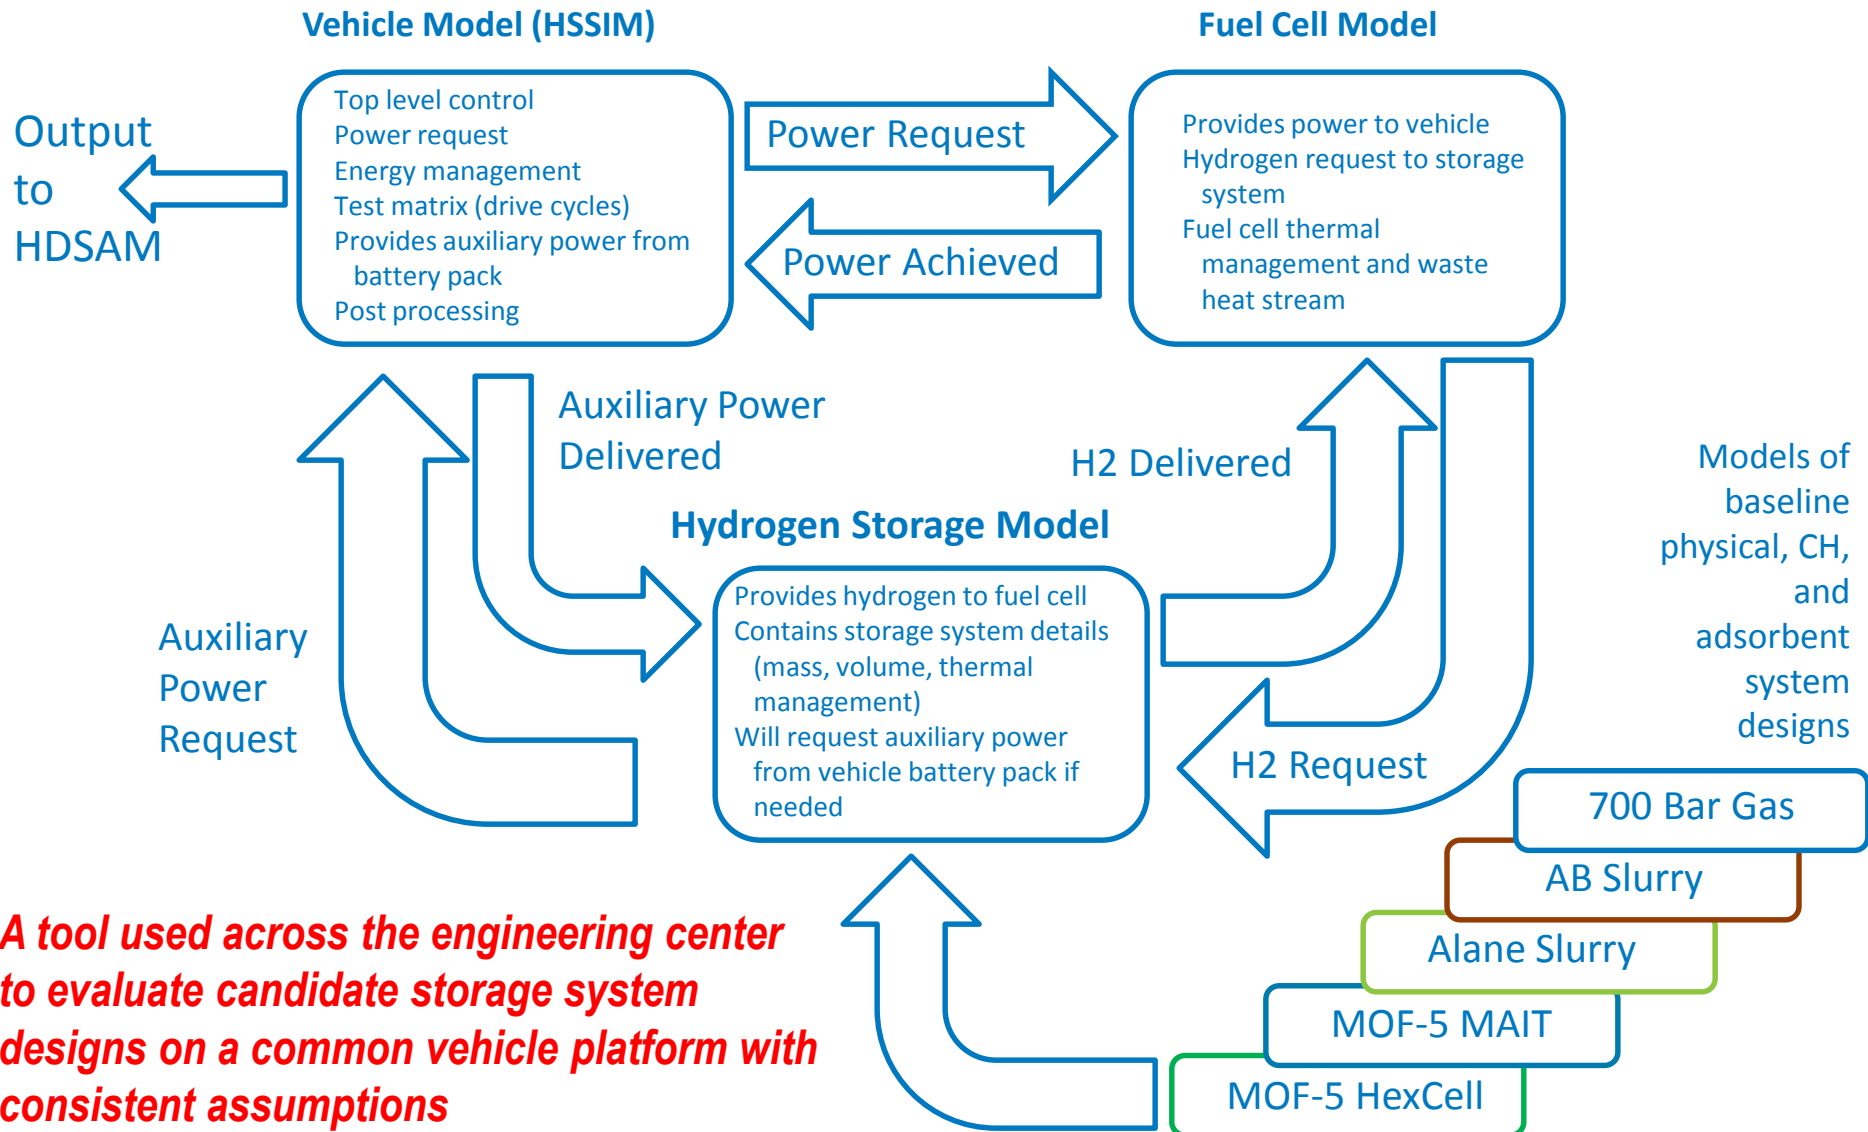 Vehicle Model (HSSIM)
Fuel Cell Model
Output
to
HDSAM
Top level control
Power request
Energy management
Test matrix (drive cycles)
Provides auxiliary power from
battery pack
Post processing
Power Request
Power Achieved
Provides power to vehicle
Hydrogen request to storage
system
Fuel cell thermal
management and waste
heat stream
Auxiliary Power
Delivered
H2 Delivered
Hydrogen Storage Model
Provides hydrogen to fuel cell
Contains storage system details
(mass, volume, thermal
management)
Will request auxiliary power
from vehicle battery pack if
needed
Auxiliary
Power
Request
H2 Request
Models of
baseline
physical, CH,
and
adsorbent
system
designs
700 Bar Gas
AB Slurry
Alane Slurry
MOF-5 MAIT
MOF-5 HexCell
A tool used across the engineering center
to evaluate candidate storage system
designs on a common vehicle platform with
consistent assumptions